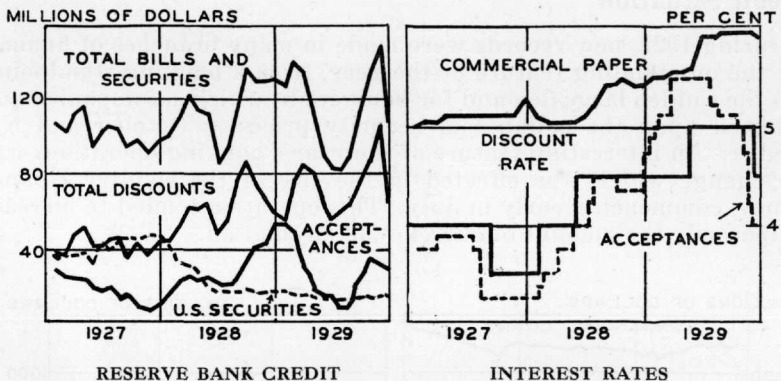 MILLIONS OF DOLLARS
TOTAL BILLS AND
SECURITIES
120
80
40
TOTAL DISCOUNTS
ACCEPT-
ANCES
U.S. SECURITIES
1927 1928 1929
RESERVE BANK CREDIT
PER CENT
COMMERCIAL PAPER
DISCOUNT
RATE
5
4
ACCEPTANCES
1927 1928 1929
INTEREST RATES